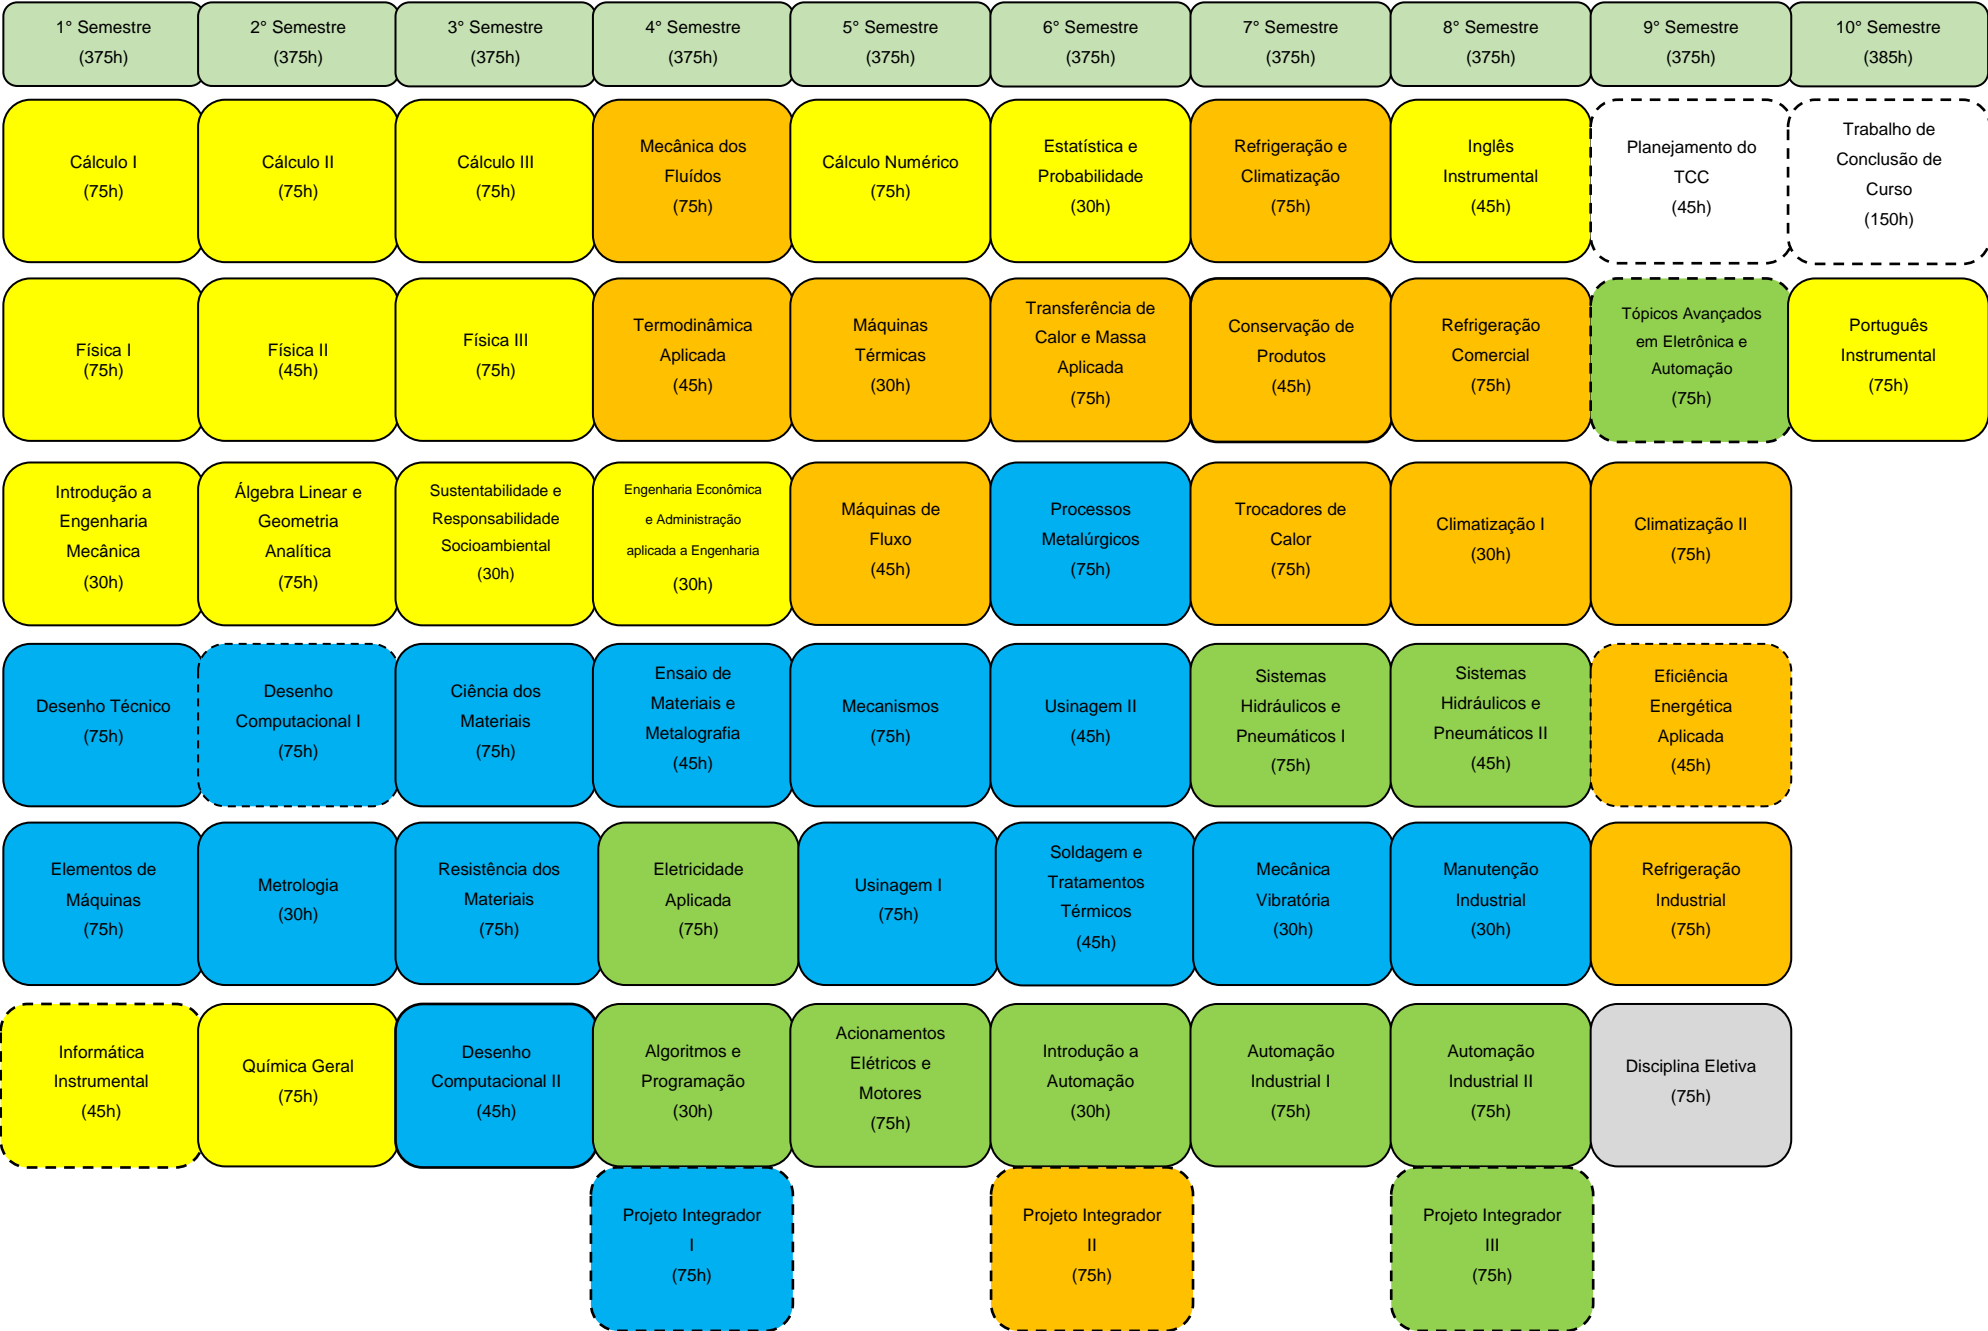 1° Semestre
(375h)
2° Semestre
(375h)
3° Semestre
(375h)
4° Semestre
(375h)
5° Semestre
(375h)
6° Semestre
(375h)
7° Semestre
(375h)
8° Semestre
(375h)
9° Semestre
(375h)
10° Semestre
(385h)
Cálculo I
(75h)
Cálculo II
(75h)
Cálculo III
(75h)
Mecânica dos
Fluídos
(75h)
Cálculo Numérico
(75h)
Estatística e
Probabilidade
(30h)
Refrigeração e
Climatização
(75h)
Inglês
Instrumental
(45h)
Planejamento do
TCC
(45h)
Trabalho de
Conclusão de
Curso
(150h)
Física I
(75h)
Física II
(45h)
Física III
(75h)
Termodinâmica
Aplicada
(45h)
Máquinas
Térmicas
(30h)
Transferência de
Calor e Massa
Aplicada
(75h)
Conservação de
Produtos
(45h)
Refrigeração
Comercial
(75h)
Tópicos Avançados
em Eletrônica e
Automação
(75h)
Português
Instrumental
(75h)
Introdução a
Engenharia
Mecânica
(30h)
Álgebra Linear e
Geometria
Analítica
(75h)
Sustentabilidade e
Responsabilidade
Socioambiental
(30h)
Engenharia Econômica
e Administração
aplicada a Engenharia
(30h)
Máquinas de
Fluxo
(45h)
Processos
Metalúrgicos
(75h)
Trocadores de
Calor
(75h)
Climatização I
(30h)
Climatização II
(75h)
Desenho Técnico
(75h)
Desenho
Computacional I
(75h)
Ciência dos
Materiais
(75h)
Ensaio de
Materiais e
Metalografia
(45h)
Mecanismos
(75h)
Usinagem II
(45h)
Sistemas
Hidráulicos e
Pneumáticos I
(75h)
Sistemas
Hidráulicos e
Pneumáticos II
(45h)
Eficiência
Energética
Aplicada
(45h)
Elementos de
Máquinas
(75h)
Metrologia
(30h)
Resistência dos
Materiais
(75h)
Eletricidade
Aplicada
(75h)
Usinagem I
(75h)
Soldagem e
Tratamentos
Térmicos
(45h)
Mecânica
Vibratória
(30h)
Manutenção
Industrial
(30h)
Refrigeração
Industrial
(75h)
Informática
Instrumental
(45h)
Química Geral
(75h)
Desenho
Computacional II
(45h)
Algoritmos e
Programação
(30h)
Acionamentos
Elétricos e
Motores
(75h)
Introdução a
Automação
(30h)
Automação
Industrial I
(75h)
Automação
Industrial II
(75h)
Disciplina Eletiva
(75h)
Projeto Integrador
I
(75h)
Projeto Integrador
II
(75h)
Projeto Integrador
III
(75h)